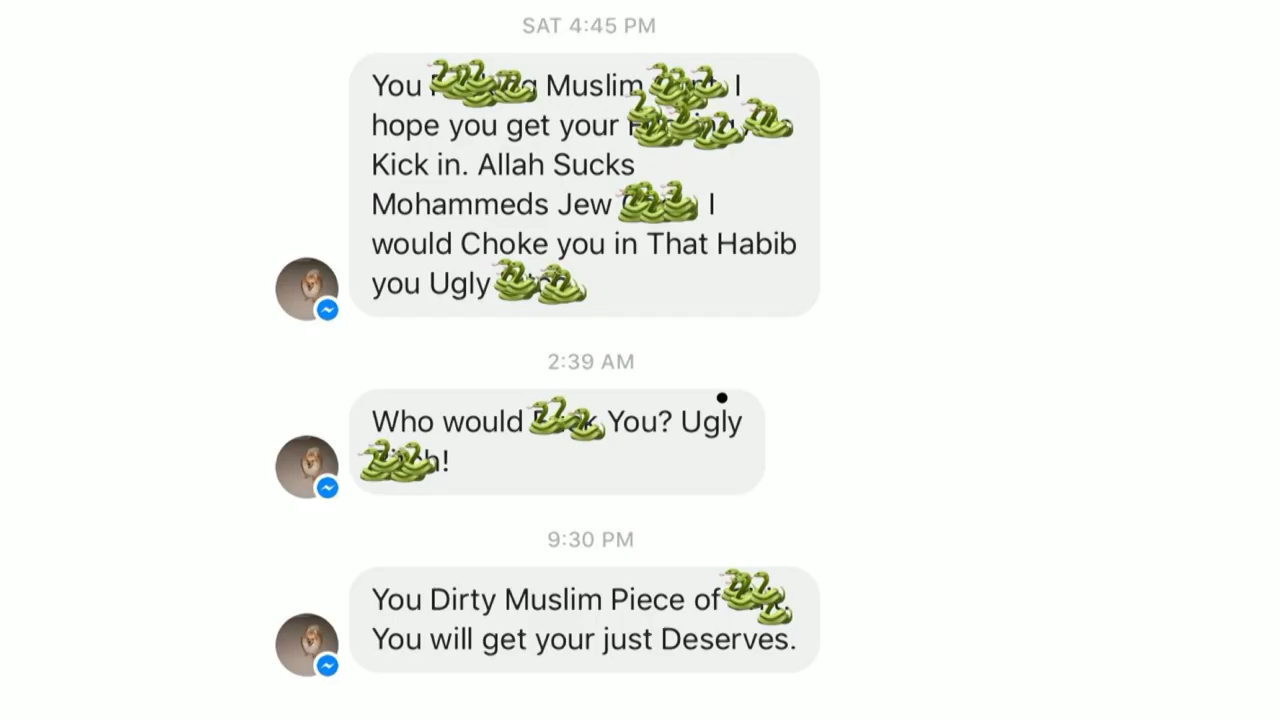 SAT 4:45 PM
You Muslim I
hope you get your
Kick in. Allah Sucks
Mohammeds Jew I
would Choke you in That Habib
you Ugly
2:39 AM
Who would You? Ugly
!
9:30 PM
You Dirty Muslim Piece of
You will get your just Deserves.